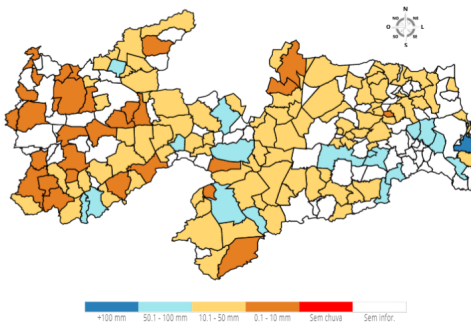 N
O
L
S
+100 mm
50.1 - 100 mm
10.1 - 50 mm
0.1 - 10 mm
Sem chuva
Sem infor.